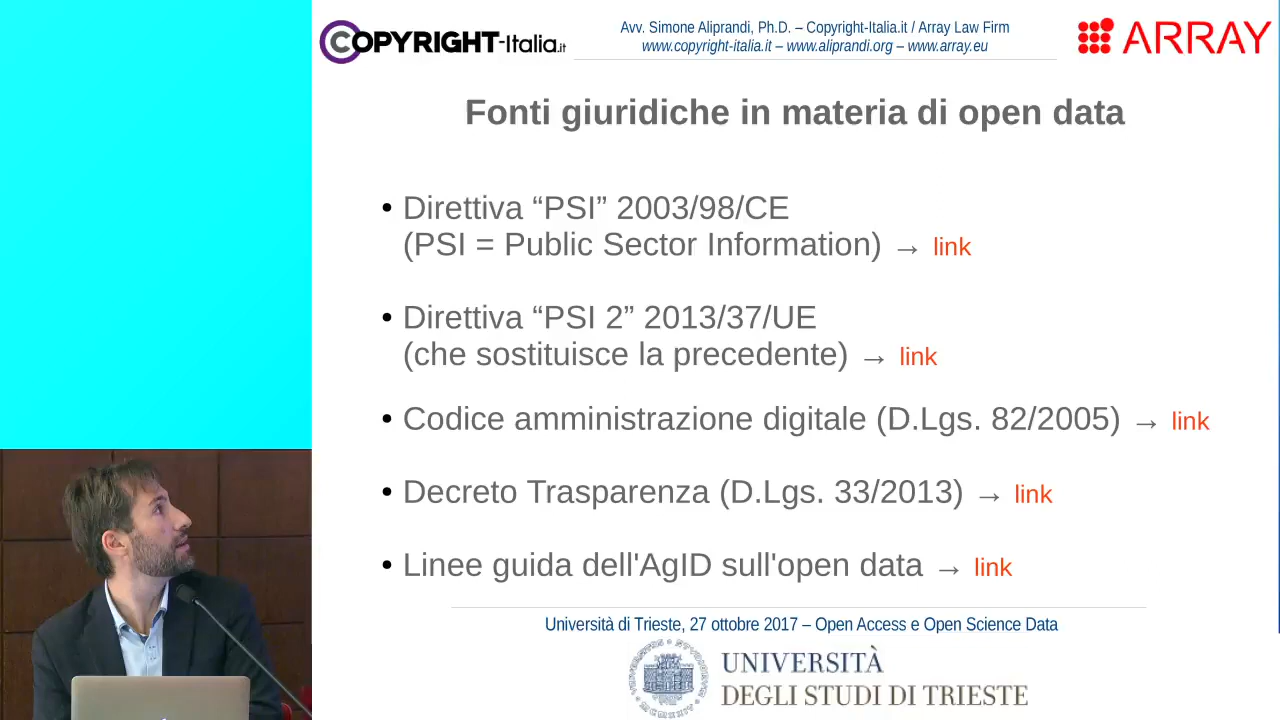 COPYRIGHT-Italia.it
Avv. Simone Aliprandi, Ph.D. – Copyright-Italia.it / Array Law Firm
www.copyright-italia.it – www.aliprandi.org – www.array.eu
ARRAY
Fonti giuridiche in materia di open data
• Direttiva “PSI” 2003/98/CE
(PSI = Public Sector Information) → link
• Direttiva “PSI 2” 2013/37/UE
(che sostituisce la precedente) → link
• Codice amministrazione digitale (D.Lgs. 82/2005) → link
• Decreto Trasparenza (D.Lgs. 33/2013) → link
• Linee guida dell'AgID sull'open data → link
Università di Trieste, 27 ottobre 2017 – Open Access e Open Science Data
UNIVERSITÀ
DEGLI STUDI DI TRIESTE